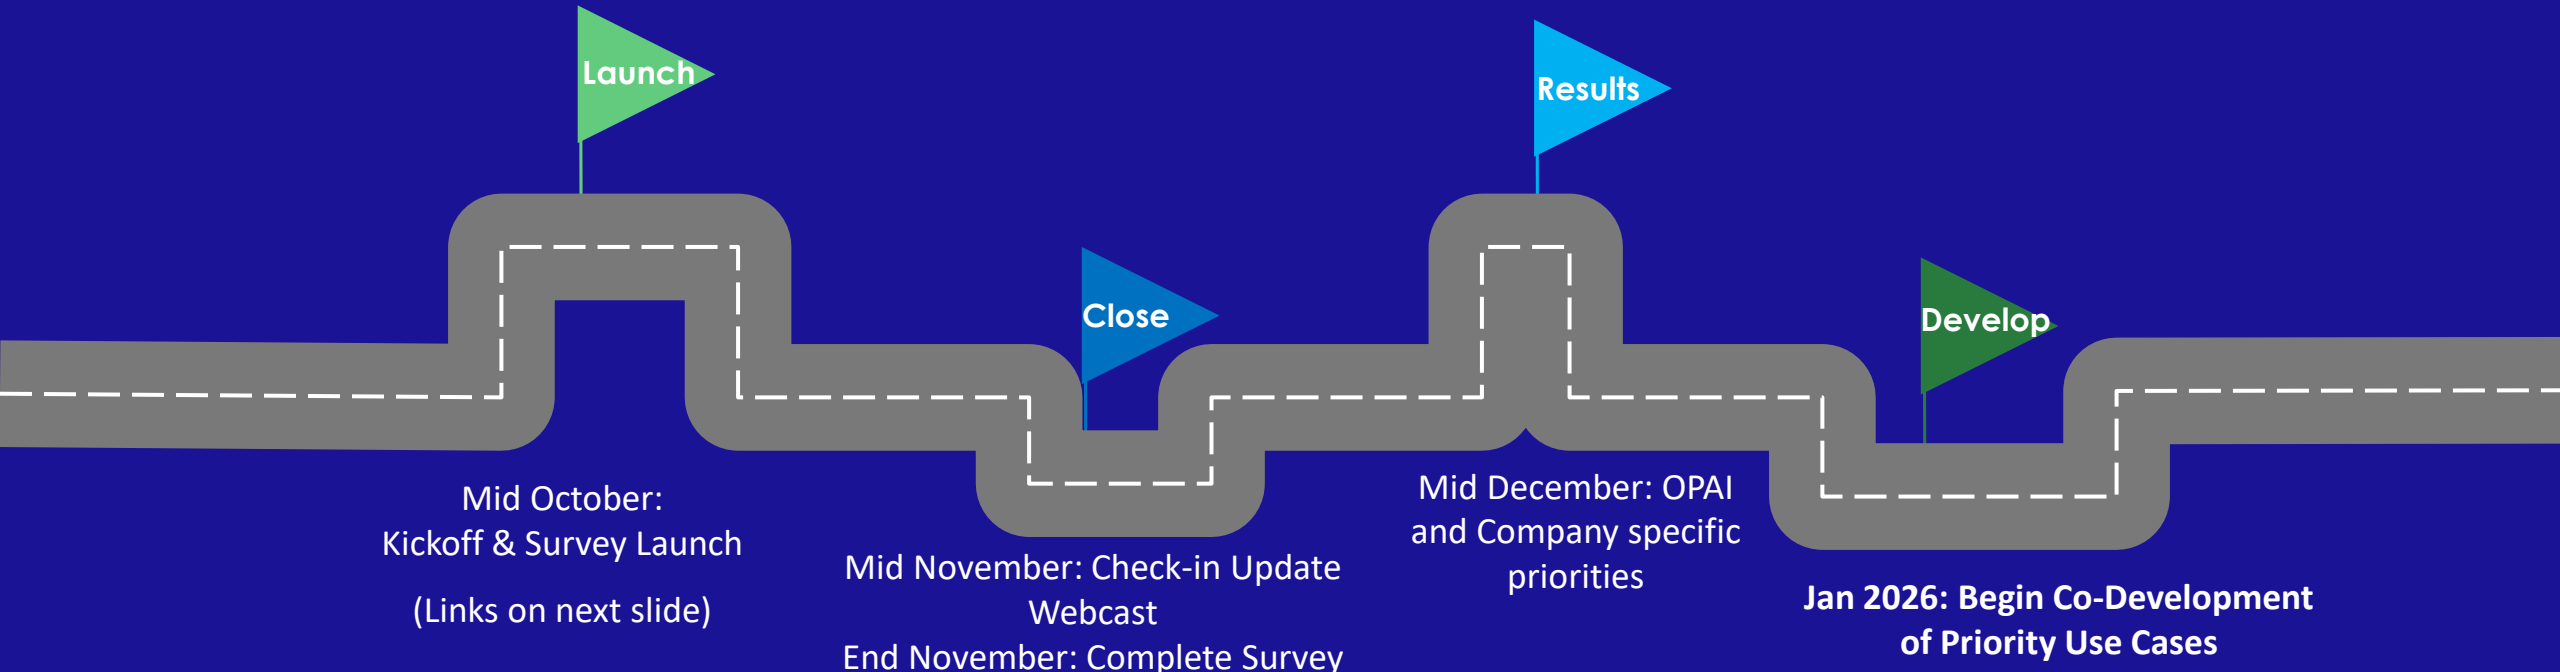 Launch
Results
Close
Develop
Mid October:
Kickoff & Survey Launch
(Links on next slide)
Mid November: Check-in Update
Webcast
End November: Complete Survey
Mid December: OPAI
and Company specific
priorities
Jan 2026: Begin Co-Development
of Priority Use Cases